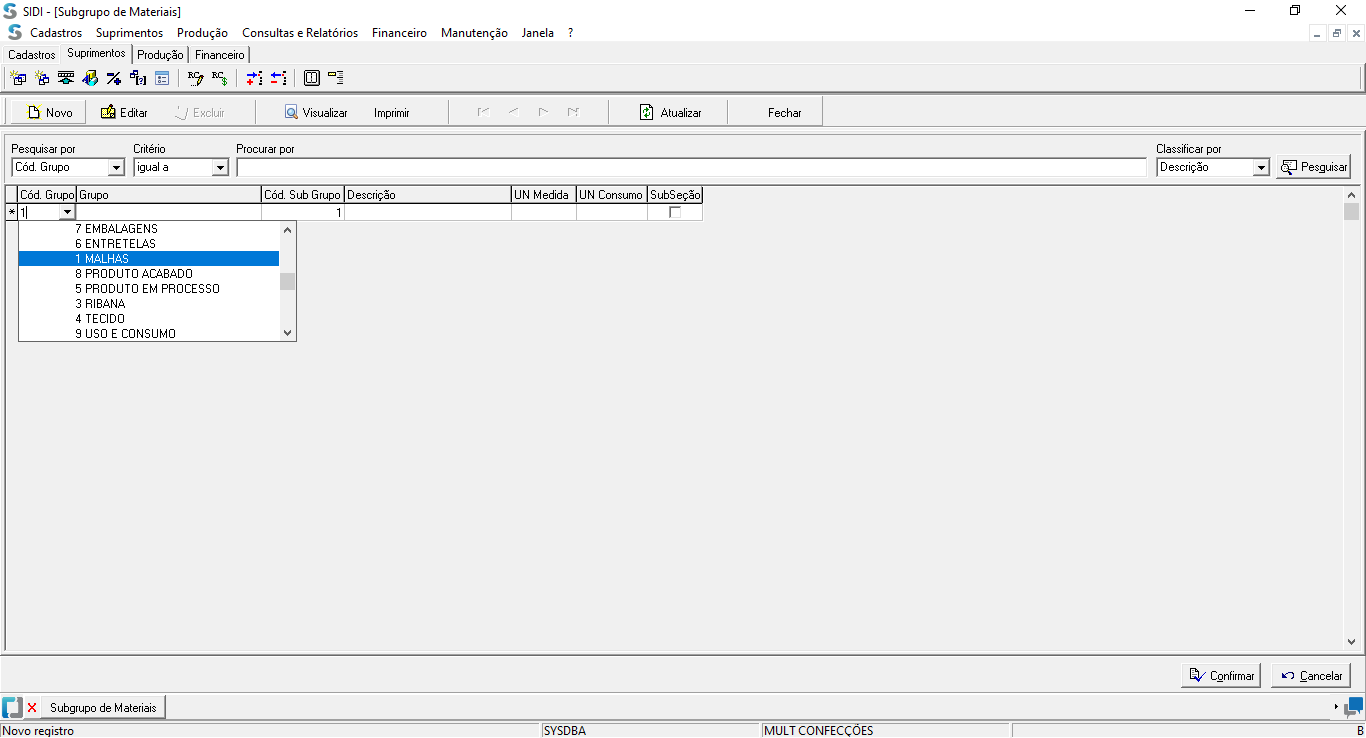 SIDI - [Subgrupo de Materiais]
Cadastros Suprimentos Produção Consultas e Relatórios Financeiro Manutenção Janela ?
Cadastros Suprimentos Produção Financeiro
Novo Editar Excluir Visualizar Imprimir Atualizar Fechar
Pesquisar por Critério Procurar por Classificar por
Cód. Grupo igual a Descrição Pesquisar
Cód. Grupo Grupo Cód. Sub Grupo Descrição UN Medida UN Consumo SubSeção
* 1 1
7 EMBALAGENS
6 ENTRETELAS
1 MALHAS
8 PRODUTO ACABADO
5 PRODUTO EM PROCESSO
3 RIBANA
4 TECIDO
9 USO E CONSUMO
Confirmar Cancelar
Subgrupo de Materiais
Novo registro SYSDBA MULT CONFECÇÕES B